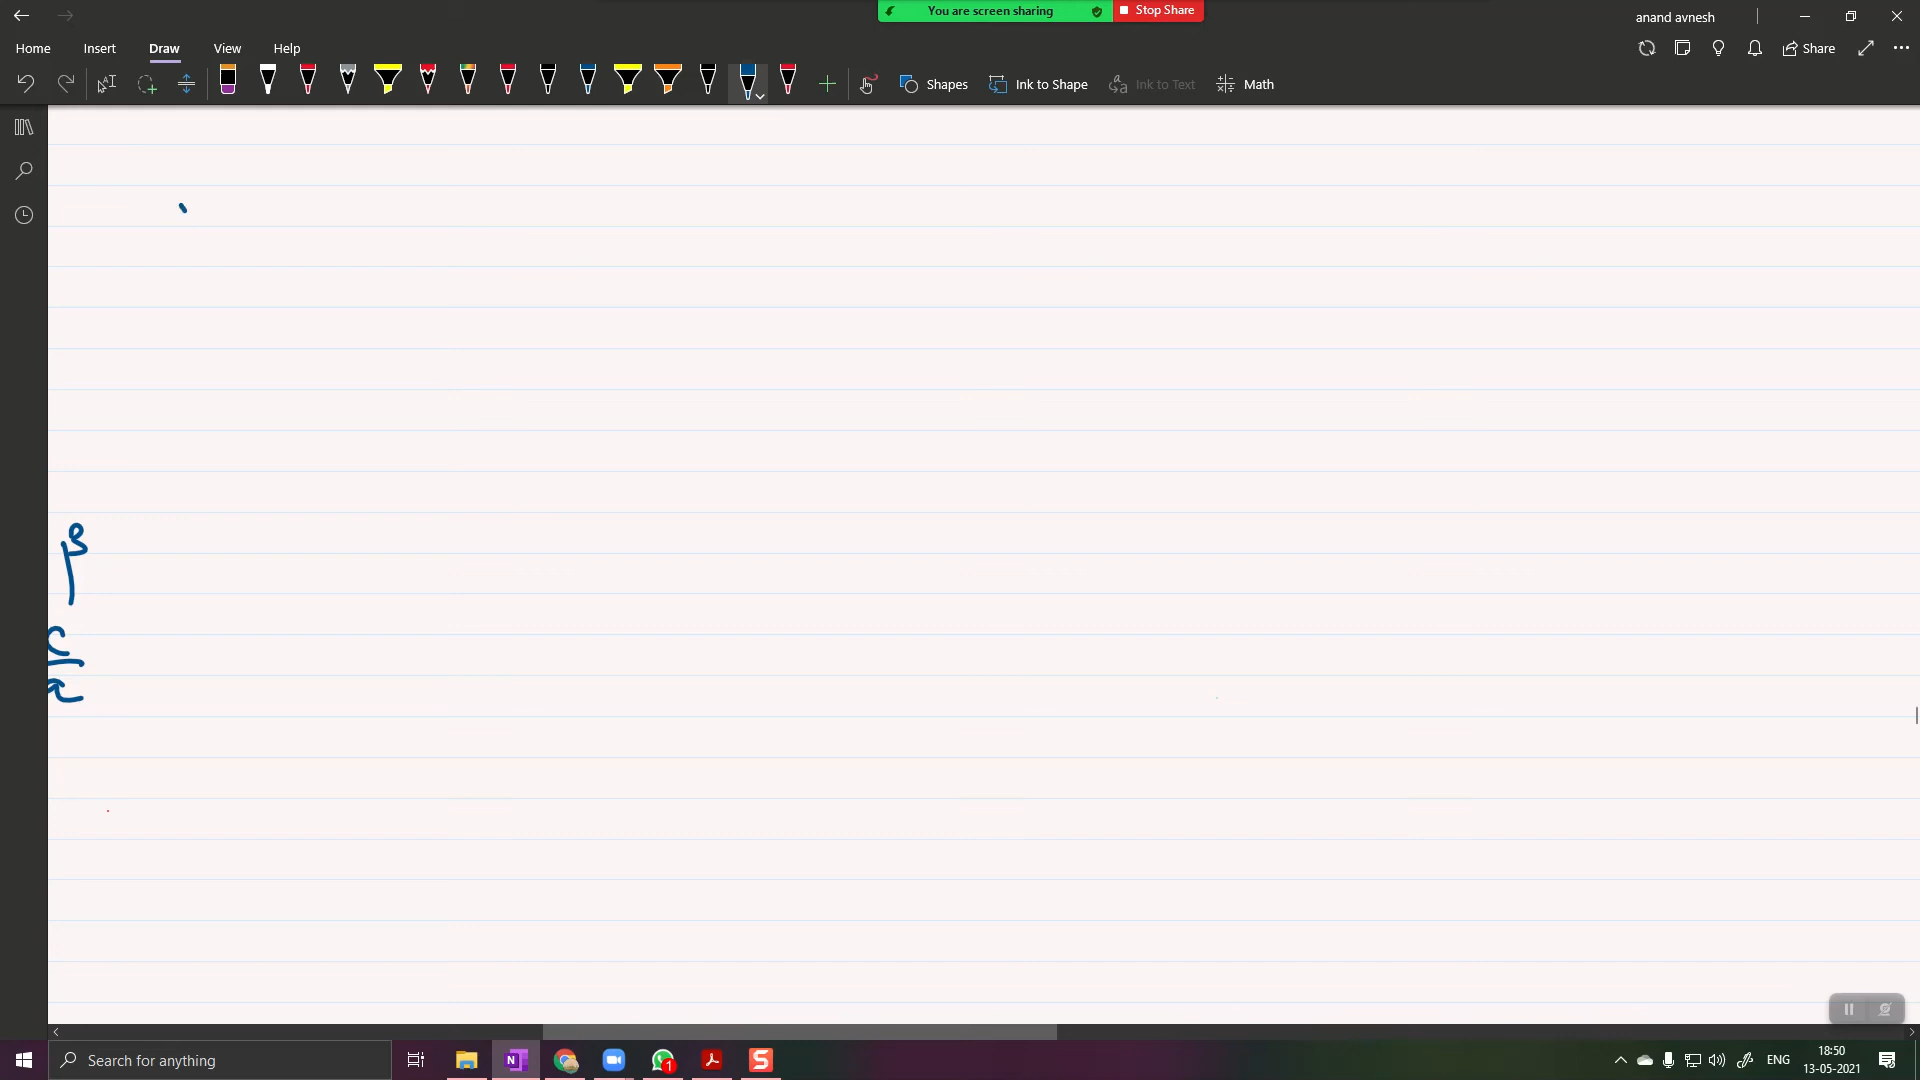 You are screen sharing Stop Share
anand avnesh
Home Insert Draw View Help
Share
Shapes Ink to Shape Ink to Text Math
β
c
a
Search for anything
N
1
S
ENG
18:50
13-05-2021